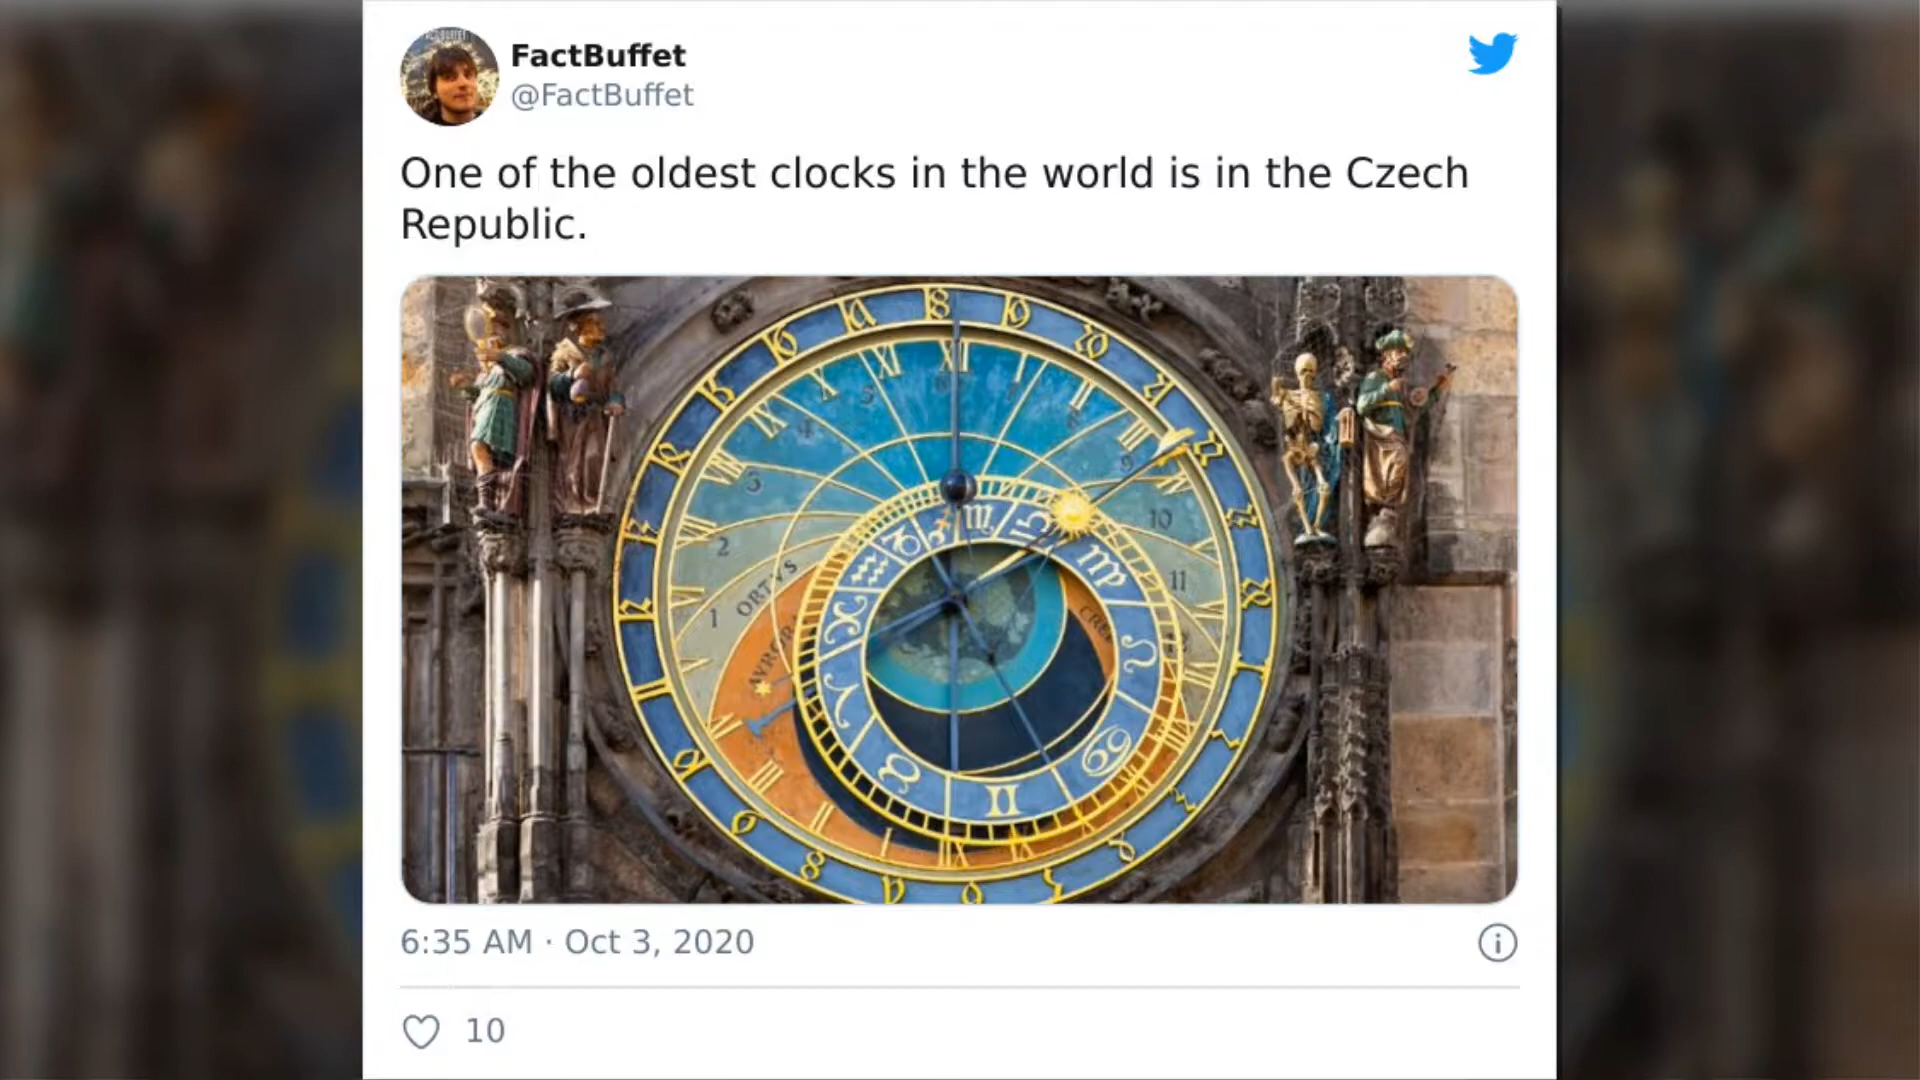 FactBuffet
@FactBuffet
One of the oldest clocks in the world is in the Czech
Republic.
ORTVS
6:35 AM · Oct 3, 2020
10